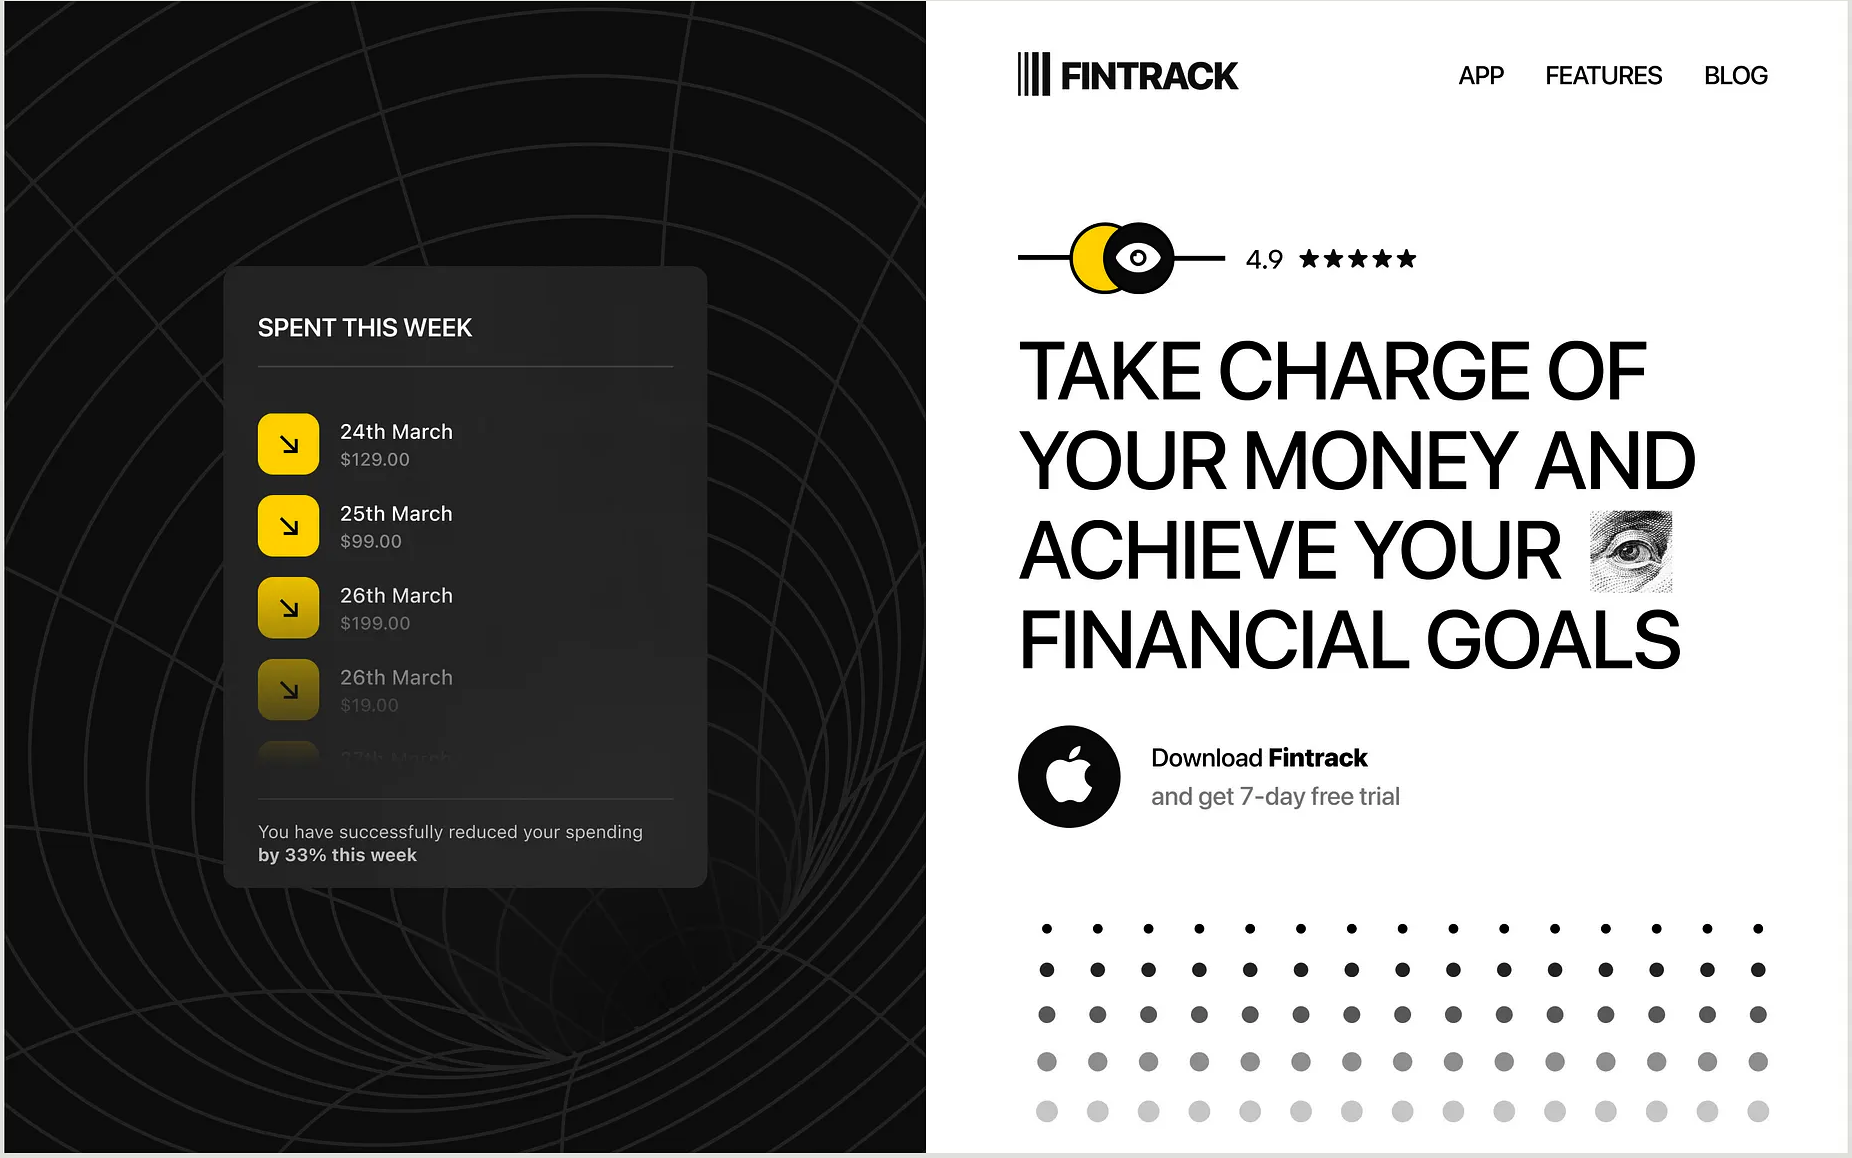 SPENT THIS WEEK
24th March
$129.00
25th March
$99.00
26th March
$199.00
26th March
$19.00
27th March
You have successfully reduced your spending
by 33% this week
FINTRACK
APP FEATURES BLOG
4.9
TAKE CHARGE OF
YOUR MONEY AND
ACHIEVE YOUR
FINANCIAL GOALS
Download Fintrack
and get 7-day free trial